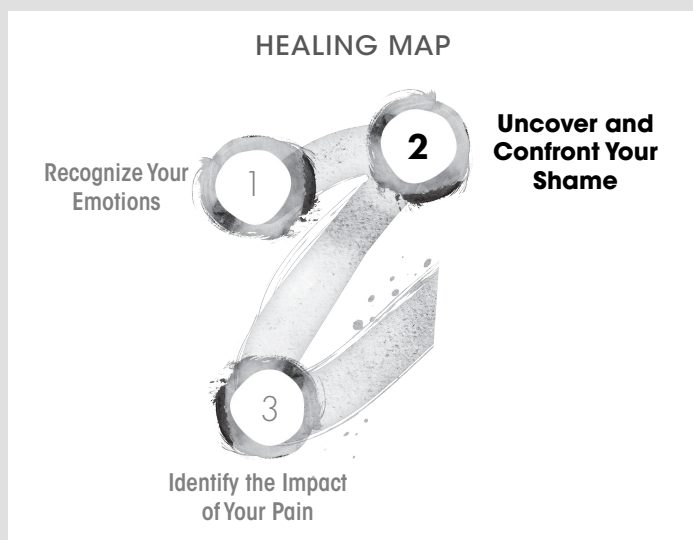 HEALING MAP
1
Recognize Your
Emotions
2
Uncover and
Confront Your
Shame
3
Identify the Impact
of Your Pain